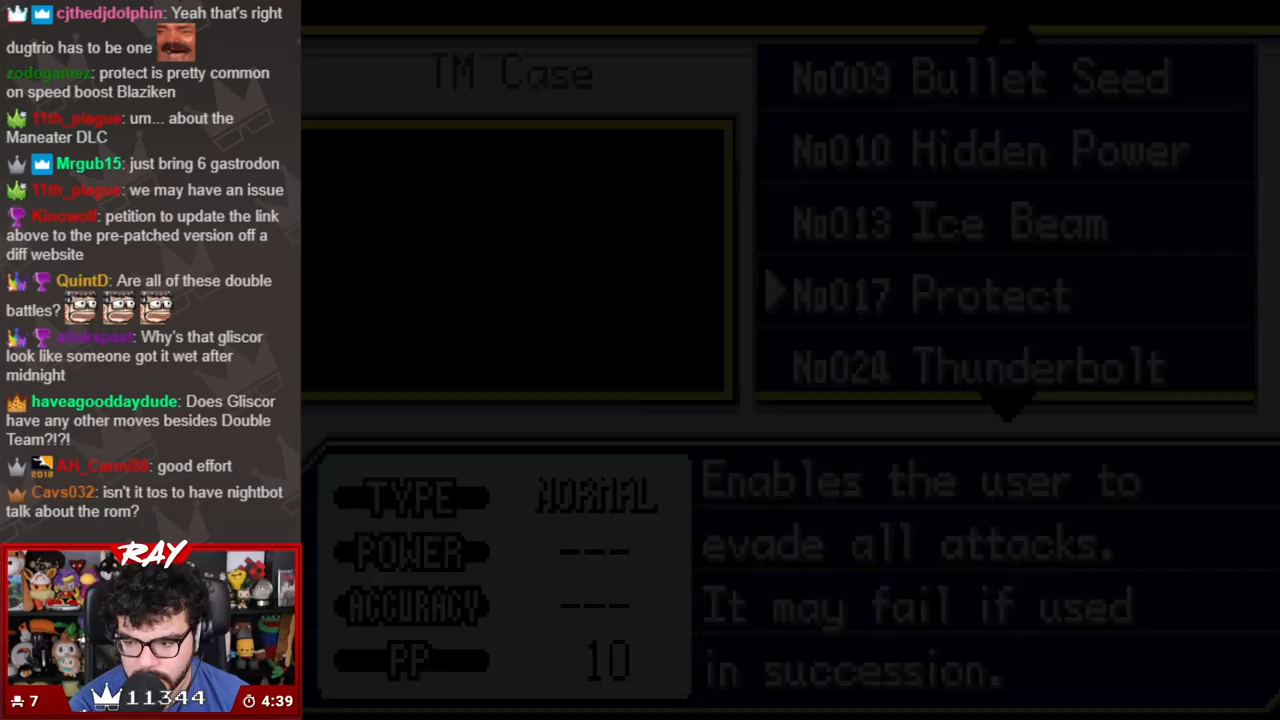 cjthedjdolphin: Yeah that's right
dugtrio has to be one
zodogamez: protect is pretty common
on speed boost Blaziken
11th_plague: um... about the
Maneater DLC
Mrgub15: just bring 6 gastrodon
11th_plague: we may have an issue
Kinowolf: petition to update the link
above to the pre-patched version off a
diff website
QuintD: Are all of these double
battles?
: Why's that gliscor
look like someone got it wet after
midnight
haveagooddaydude: Does Gliscor
have any other moves besides Double
Team?!?!
AH_Carmi88: good effort
Cavs032: isn't it tos to have nightbot
talk about the rom?
RAY
7
11344
4:39
TM Case
No009 Bullet Seed
No010 Hidden Power
No013 Ice Beam
No017 Protect
No024 Thunderbolt
TYPE NORMAL
POWER ---
ACCURACY ---
PP 10
Enables the user to
evade all attacks.
It may fail if used
in succession.